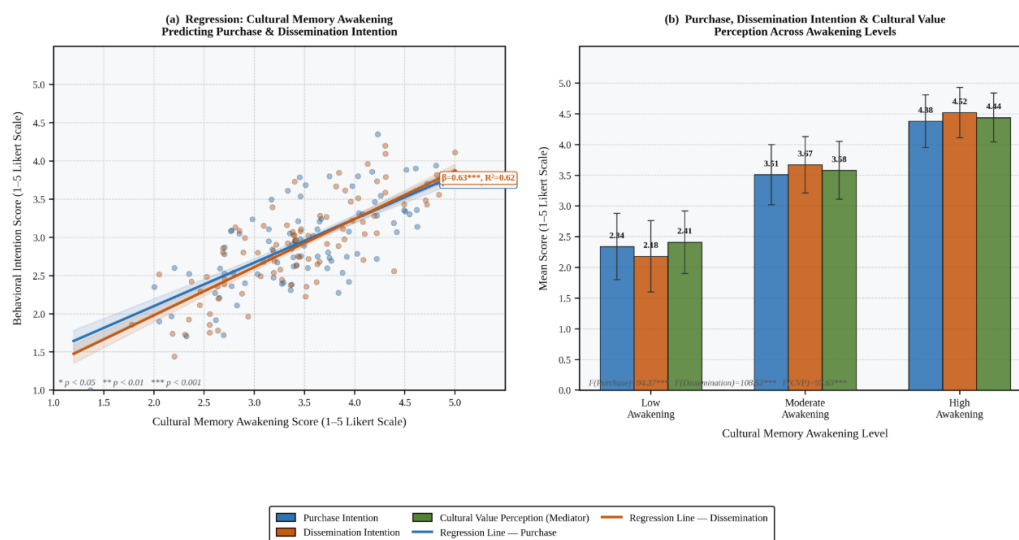 (a) Regression: Cultural Memory Awakening
Predicting Purchase & Dissemination Intention
Behavioral Intention Score (1–5 Likert Scale)
5.0
4.5
4.0
3.5
3.0
2.5
2.0
1.5
1.0
β=0.63***, R²=0.62
* p < 0.05 ** p < 0.01 *** p < 0.001
1.0 1.5 2.0 2.5 3.0 3.5 4.0 4.5 5.0
Cultural Memory Awakening Score (1–5 Likert Scale)
(b) Purchase, Dissemination Intention & Cultural Value
Perception Across Awakening Levels
Mean Score (1–5 Likert Scale)
5.0
4.5
4.0
3.5
3.0
2.5
2.0
1.5
1.0
0.5
0.0
2.34 2.18 2.41
3.51 3.67 3.58
4.38 4.52 4.44
F(Purchase)=94.37*** F(Dissemination)=108.52***
Low
Awakening
Moderate
Awakening
High
Awakening
Cultural Memory Awakening Level
Purchase Intention
Dissemination Intention
Cultural Value Perception (Mediator)
Regression Line — Purchase
Regression Line — Dissemination